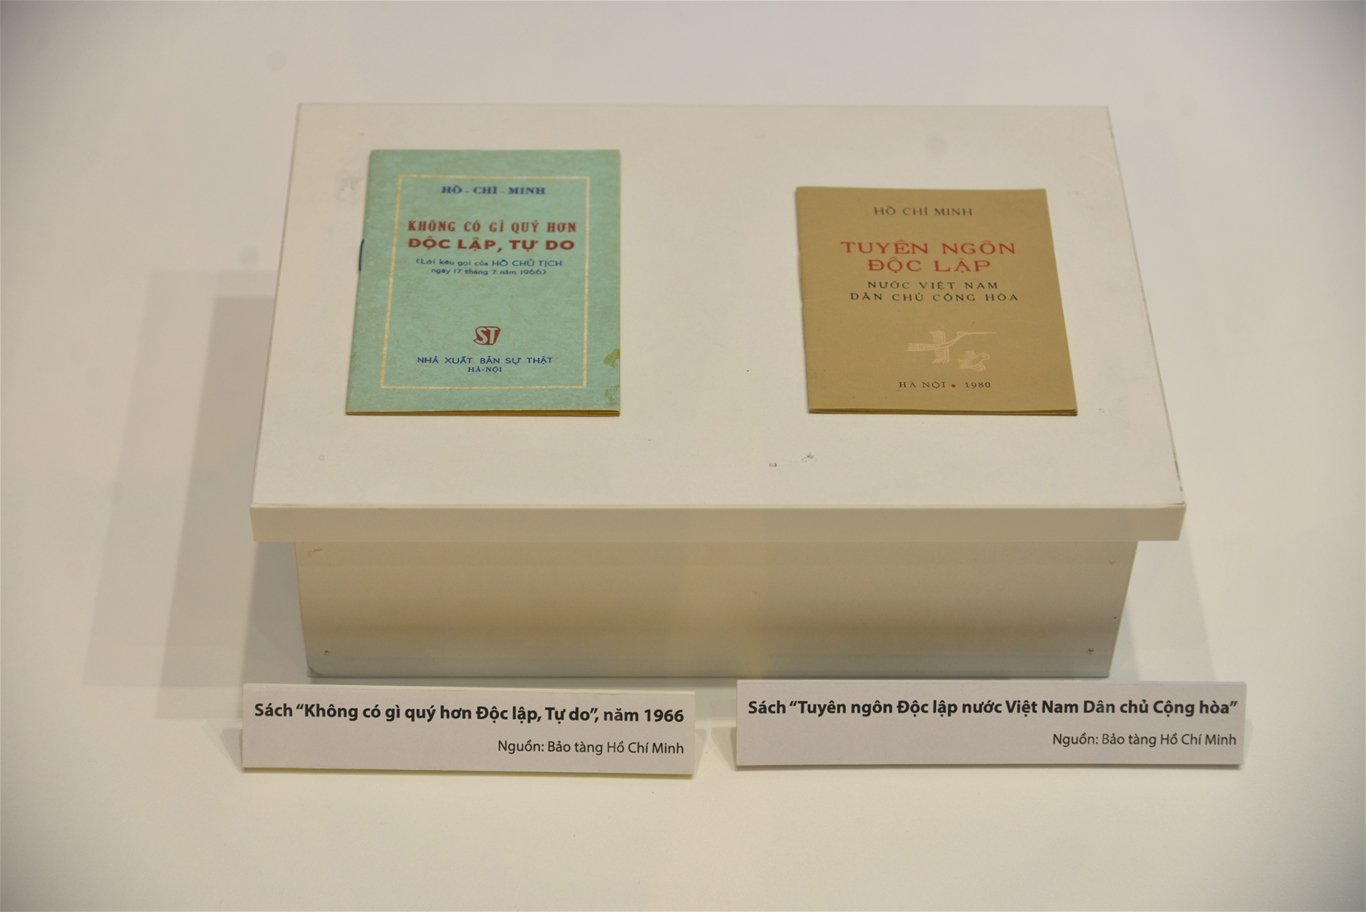 HỒ - CHÍ - MINH
KHÔNG CÓ GÌ QUÝ HƠN
ĐỘC LẬP, TỰ DO
(Lời kêu gọi của HỒ CHỦ TỊCH
ngày 17 tháng 7 năm 1966)
ST
NHÀ XUẤT BẢN SỰ THẬT
HÀ-NỘI
HỒ CHÍ MINH
TUYÊN NGÔN
ĐỘC LẬP
NƯỚC VIỆT NAM
DÂN CHỦ CỘNG HÒA
HÀ NỘI • 1980
Sách “Không có gì quý hơn Độc lập, Tự do”, năm 1966
Nguồn: Bảo tàng Hồ Chí Minh
Sách “Tuyên ngôn Độc lập nước Việt Nam Dân chủ Cộng hòa”
Nguồn: Bảo tàng Hồ Chí Minh